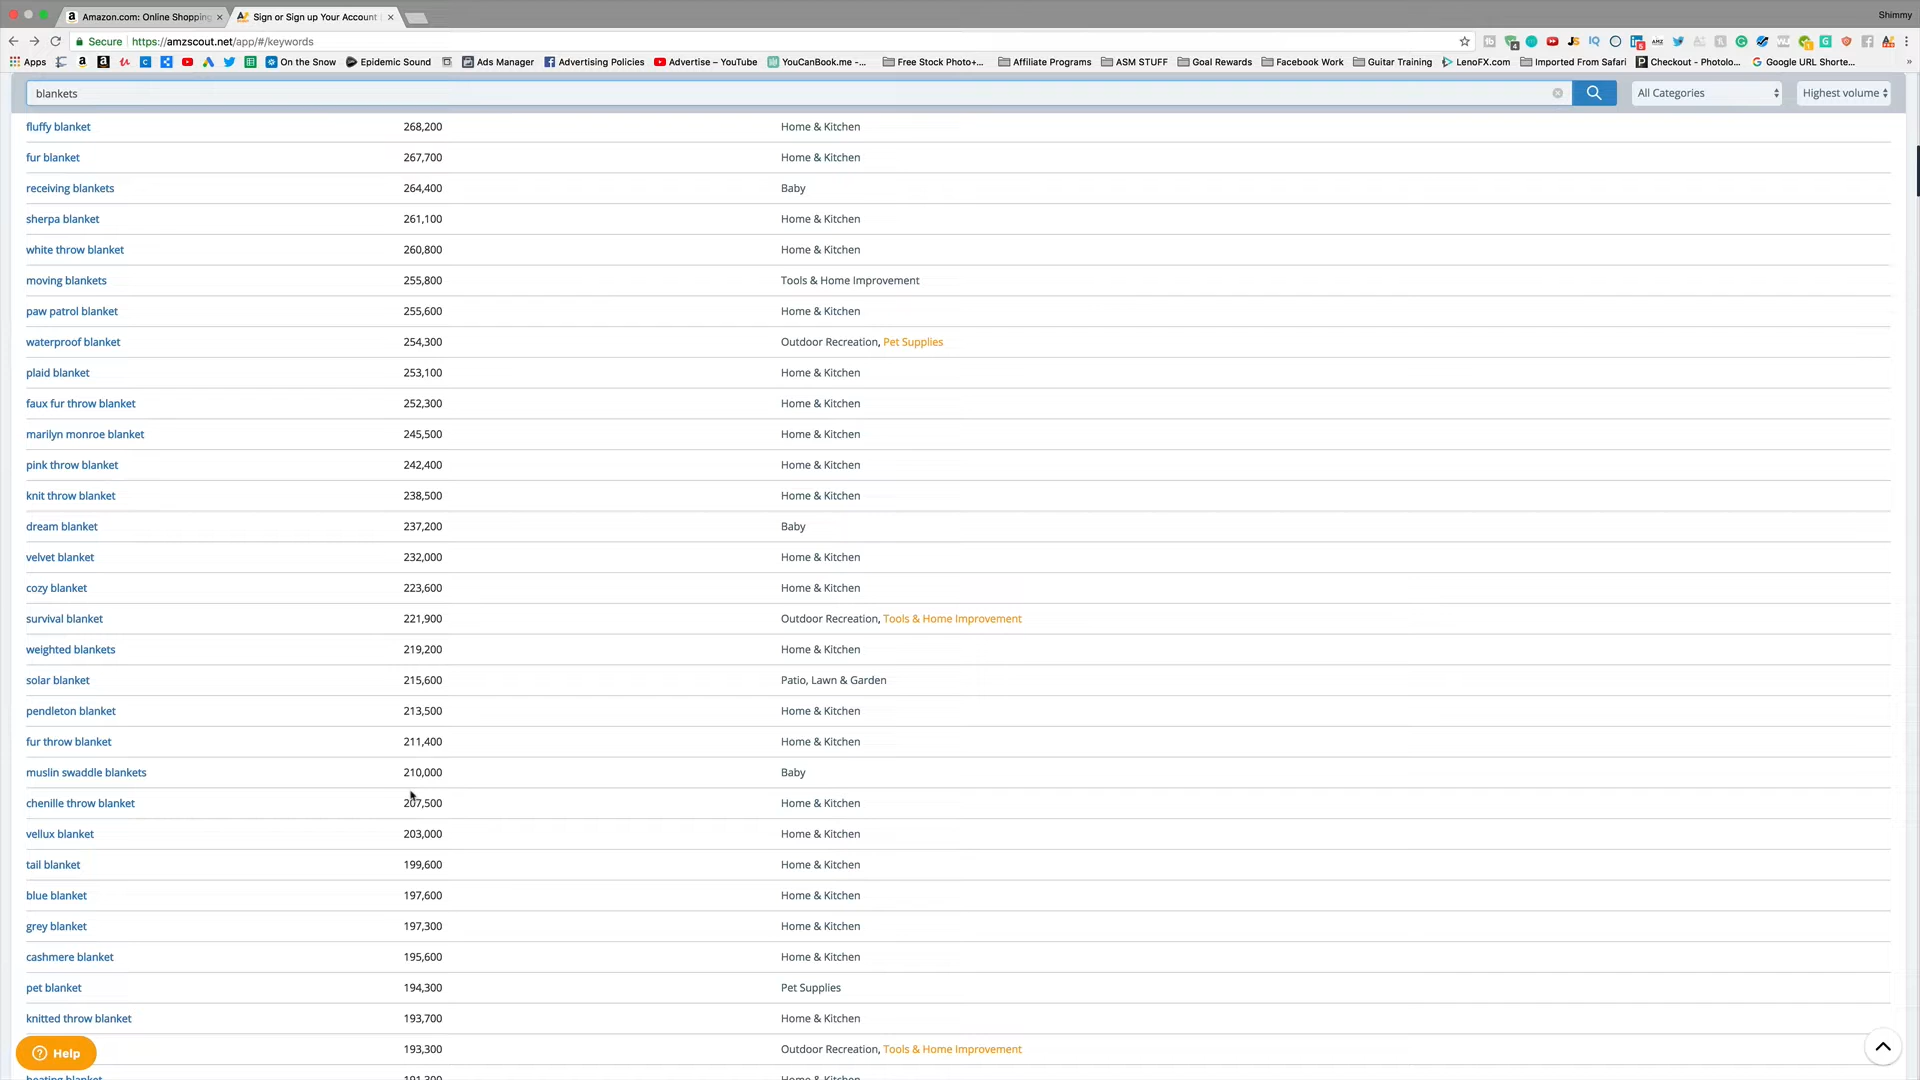 Amazon.com: Online Shopping
Sign or Sign up Your Account
Shimmy
Secure https://amzscout.net/app/#/keywords
Apps On the Snow Epidemic Sound Ads Manager Advertising Policies Advertise – YouTube YouCanBook.me -... Free Stock Photo+... Affiliate Programs ASM STUFF Goal Rewards Facebook Work Guitar Training LenoFX.com Imported From Safari Checkout - Photolo... Google URL Shorte... »
blankets All Categories Highest volume
fluffy blanket 268,200 Home & Kitchen
fur blanket 267,700 Home & Kitchen
receiving blankets 264,400 Baby
sherpa blanket 261,100 Home & Kitchen
white throw blanket 260,800 Home & Kitchen
moving blankets 255,800 Tools & Home Improvement
paw patrol blanket 255,600 Home & Kitchen
waterproof blanket 254,300 Outdoor Recreation, Pet Supplies
plaid blanket 253,100 Home & Kitchen
faux fur throw blanket 252,300 Home & Kitchen
marilyn monroe blanket 245,500 Home & Kitchen
pink throw blanket 242,400 Home & Kitchen
knit throw blanket 238,500 Home & Kitchen
dream blanket 237,200 Baby
velvet blanket 232,000 Home & Kitchen
cozy blanket 223,600 Home & Kitchen
survival blanket 221,900 Outdoor Recreation, Tools & Home Improvement
weighted blankets 219,200 Home & Kitchen
solar blanket 215,600 Patio, Lawn & Garden
pendleton blanket 213,500 Home & Kitchen
fur throw blanket 211,400 Home & Kitchen
muslin swaddle blankets 210,000 Baby
chenille throw blanket 207,500 Home & Kitchen
vellux blanket 203,000 Home & Kitchen
tail blanket 199,600 Home & Kitchen
blue blanket 197,600 Home & Kitchen
grey blanket 197,300 Home & Kitchen
cashmere blanket 195,600 Home & Kitchen
pet blanket 194,300 Pet Supplies
knitted throw blanket 193,700 Home & Kitchen
Help 193,300 Outdoor Recreation, Tools & Home Improvement
heating blanket 191,300 Home & Kitchen